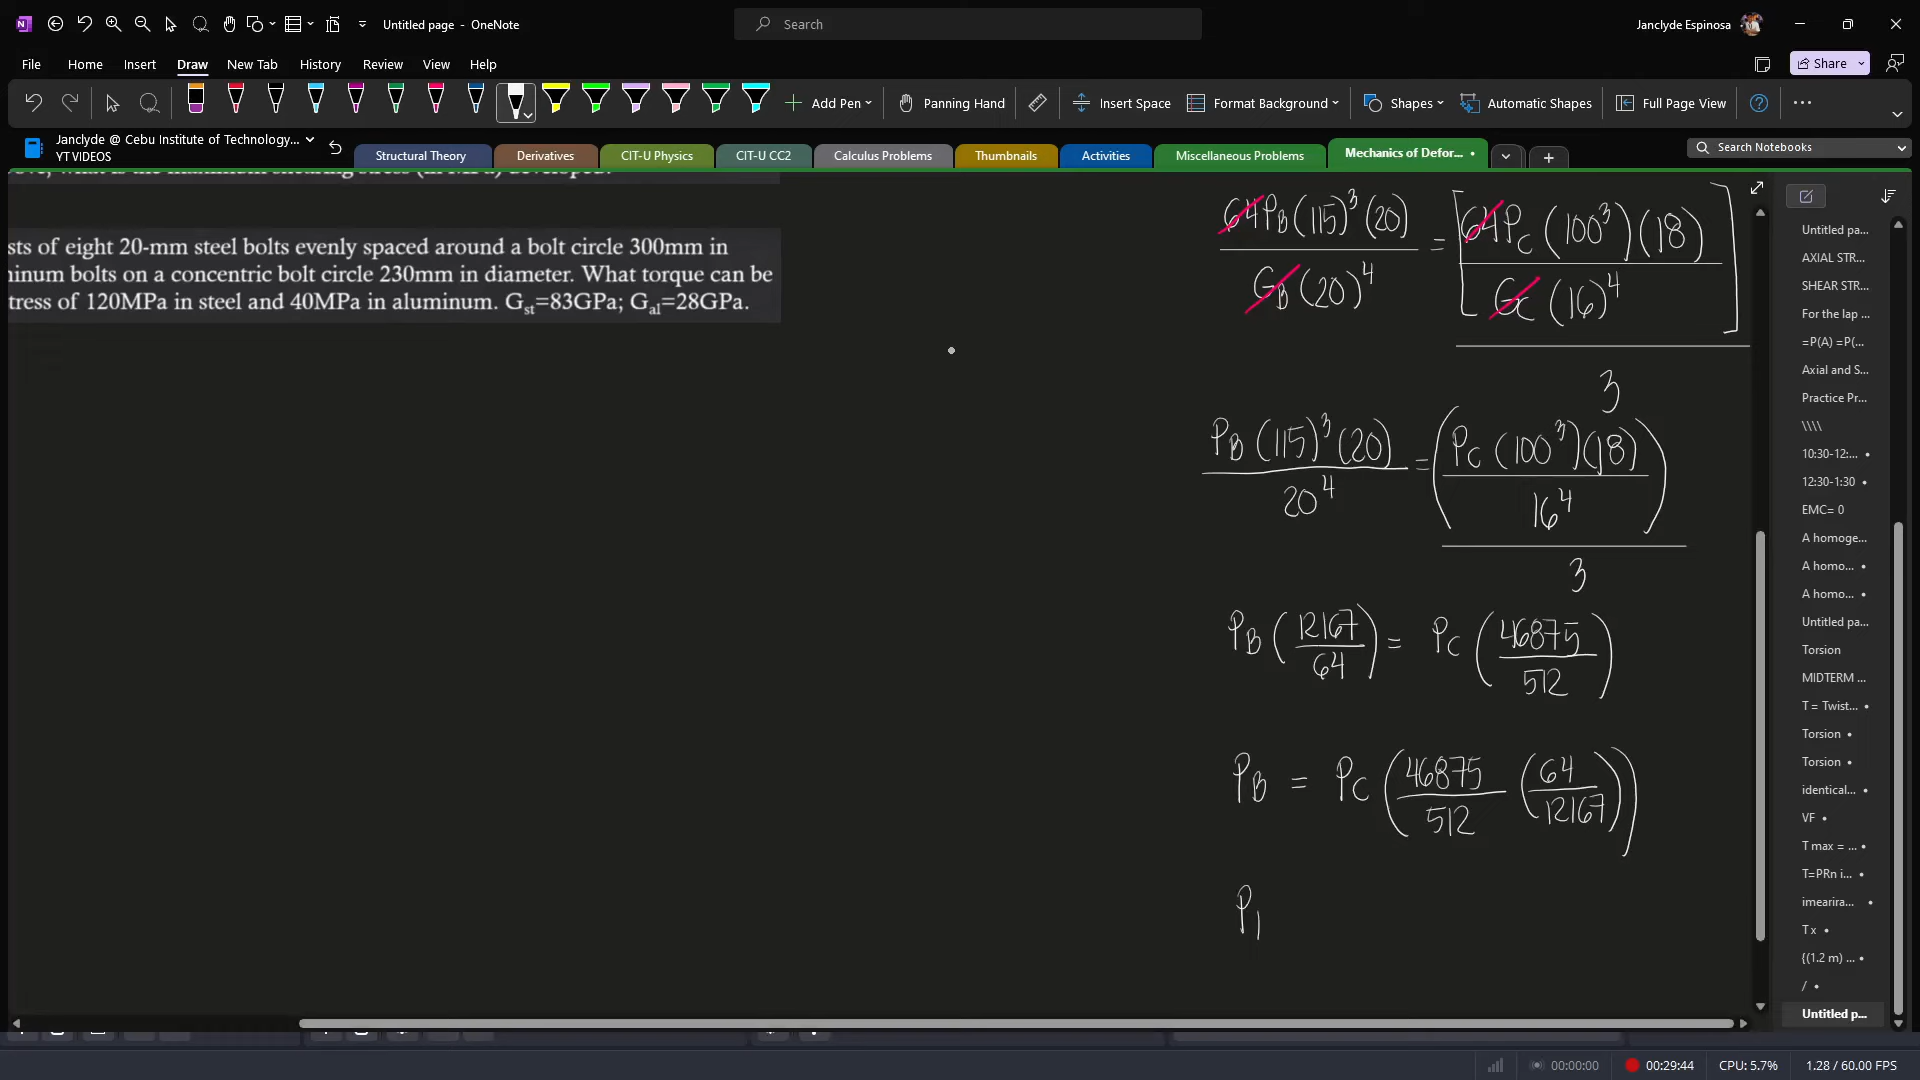 Untitled page - OneNote
Search
Janclyde Espinosa
File Home Insert Draw New Tab History Review View Help
Share
Add Pen
Panning Hand
Insert Space
Format Background
Shapes
Automatic Shapes
Full Page View
Janclyde @ Cebu Institute of Technology...
YT VIDEOS
Structural Theory
Derivatives
CIT-U Physics
CIT-U CC2
Calculus Problems
Thumbnails
Activities
Miscellaneous Problems
Mechanics of Defor...
Search Notebooks
what is the maximum shearing stress (in MPa) developed?
sts of eight 20-mm steel bolts evenly spaced around a bolt circle 300mm in
inum bolts on a concentric bolt circle 230mm in diameter. What torque can be
tress of 120MPa in steel and 40MPa in aluminum. Gst=83GPa; Gal=28GPa.
64PB(115)³(20) / GB(20)⁴ = [64PC(100³)(18) / GC(16)⁴]
3
PB(115)³(20) / 20⁴ = (PC(100³)(18) / 16⁴)
3
PB(12167/64) = PC(46875/512)
PB = PC(46875/512 (64/12167))
P
Untitled pa...
AXIAL STR...
SHEAR STR...
For the lap ...
=P(A) =P(...
Axial and S...
Practice Pr...
\\\\
10:30-12:...
12:30-1:30
EMC= 0
A homoge...
A homo...
A homo...
Untitled pa...
Torsion
MIDTERM ...
T = Twist...
Torsion
Torsion
identical...
VF
T max = ...
T=PRn i...
imearira...
T x
{(1.2 m) ...
/
Untitled p...
00:00:00
00:29:44
CPU: 5.7%
1.28 / 60.00 FPS